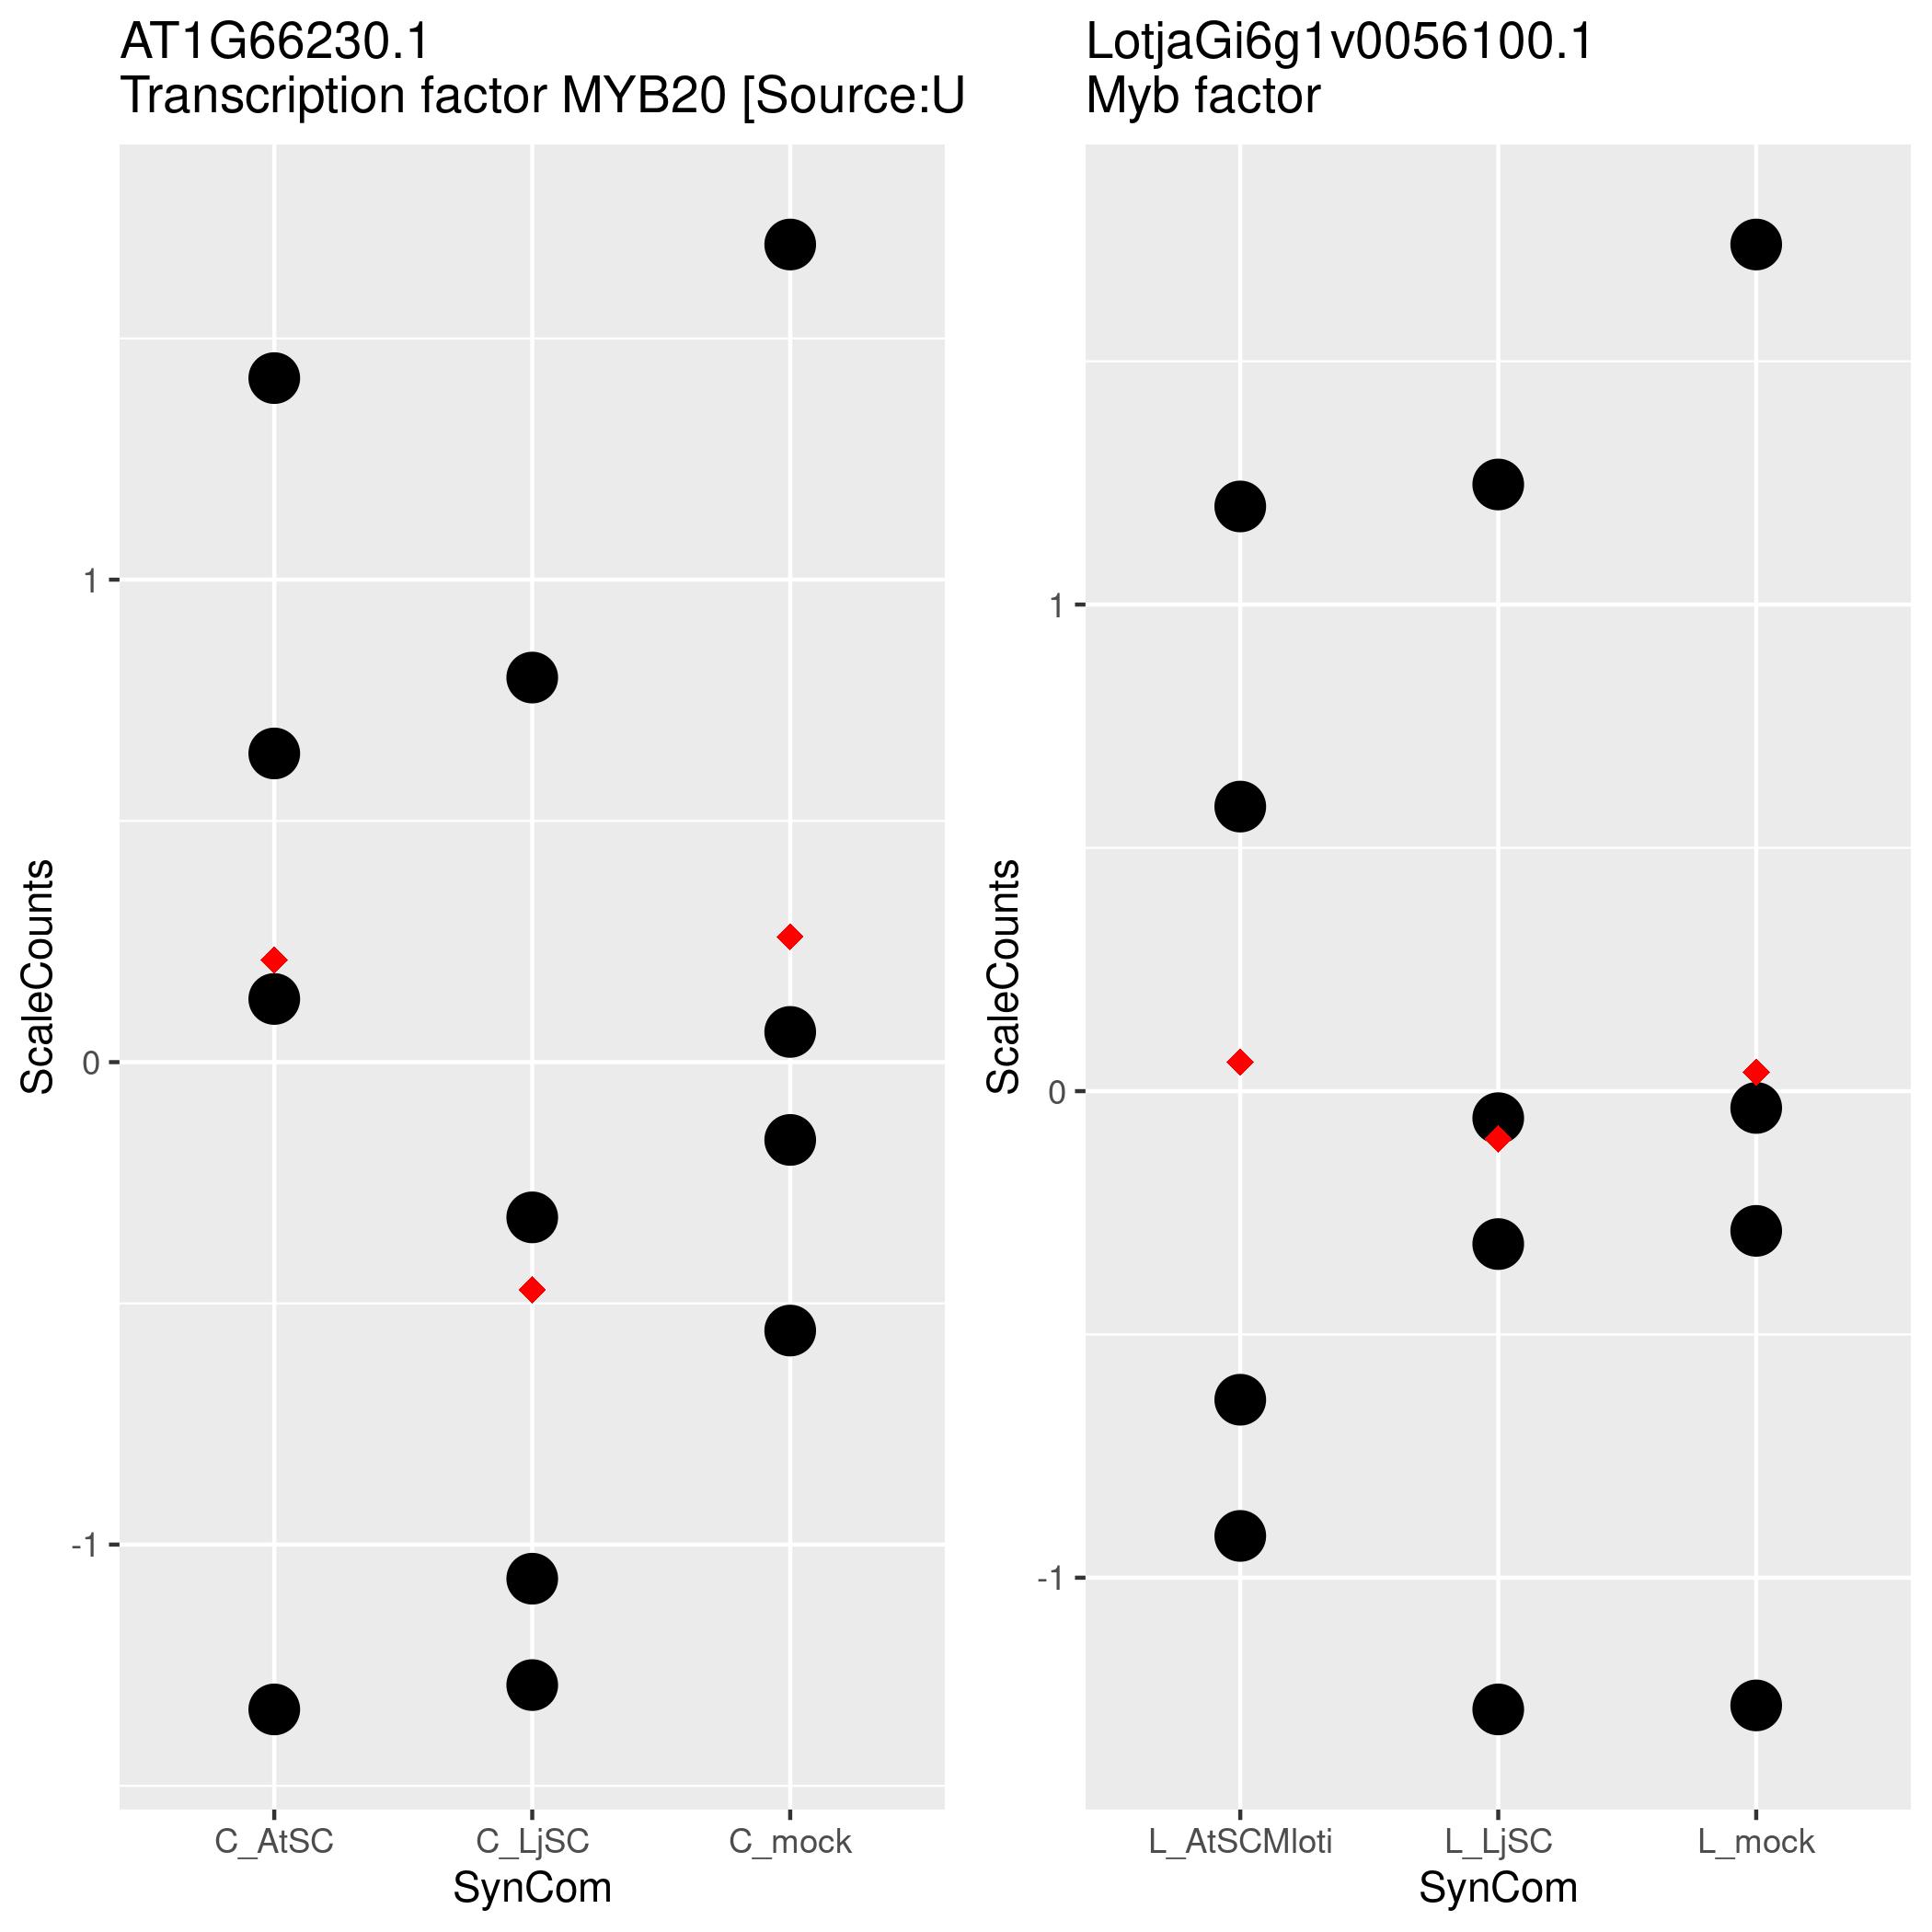 AT1G66230.1
Transcription factor MYB20 [Source:U
ScaleCounts
1
0
-1
C_AtSC
C_LjSC
C_mock
SynCom
LotjaGi6g1v0056100.1
Myb factor
ScaleCounts
1
0
-1
L_AtSCMloti
L_LjSC
L_mock
SynCom